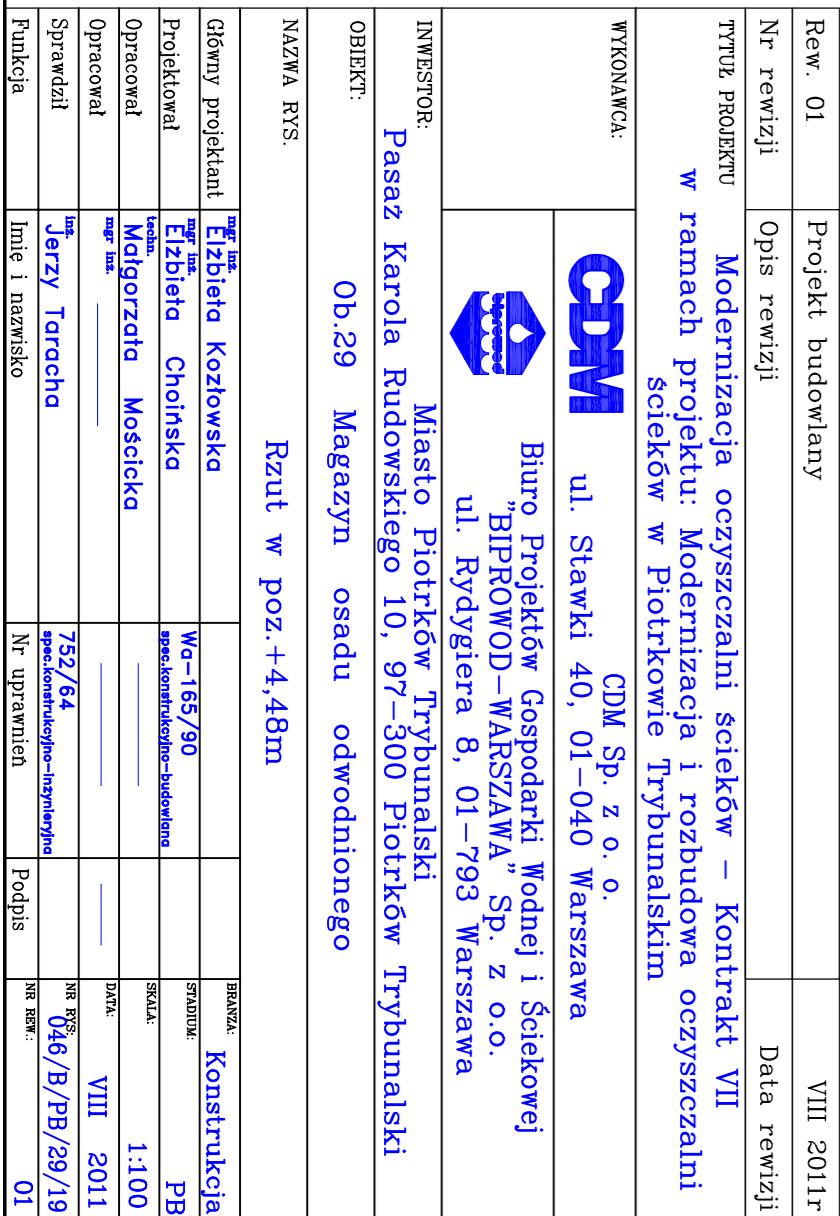 Rew. 01 Projekt budowlany VIII 2011r
Nr rewizji Opis rewizji Data rewizji
TYTUŁ PROJEKTU Modernizacja oczyszczalni ścieków – Kontrakt VII
w ramach projektu: Modernizacja i rozbudowa oczyszczalni
ścieków w Piotrkowie Trybunalskim
WYKONAWCA:
CDM
CDM Sp. z o. o.
ul. Stawki 40, 01-040 Warszawa
biprowod
Biuro Projektów Gospodarki Wodnej i Ściekowej
"BIPROWOD-WARSZAWA" Sp. z o.o.
ul. Rydygiera 8, 01-793 Warszawa
INWESTOR:
Miasto Piotrków Trybunalski
Pasaż Karola Rudowskiego 10, 97-300 Piotrków Trybunalski
OBIEKT:
Ob.29 Magazyn osadu odwodnionego
NAZWA RYS.
Rzut w poz.+4,48m
Główny projektant mgr inż. Elżbieta Kozłowska BRANŻA: Konstrukcja
Projektował mgr inż. Elżbieta Choińska Wa-165/90 spec.konstrukcyjno-budowlana STADIUM: PB
Opracował techn. Małgorzata Mościcka SKALA: 1:100
Opracował mgr inż. DATA: VIII 2011
Sprawdził inż. Jerzy Taracha 752/64 spec.konstrukcyjno-inżynieryjna NR RYS: 046/B/PB/29/19
Funkcja Imię i nazwisko Nr uprawnień Podpis NR REW.: 01